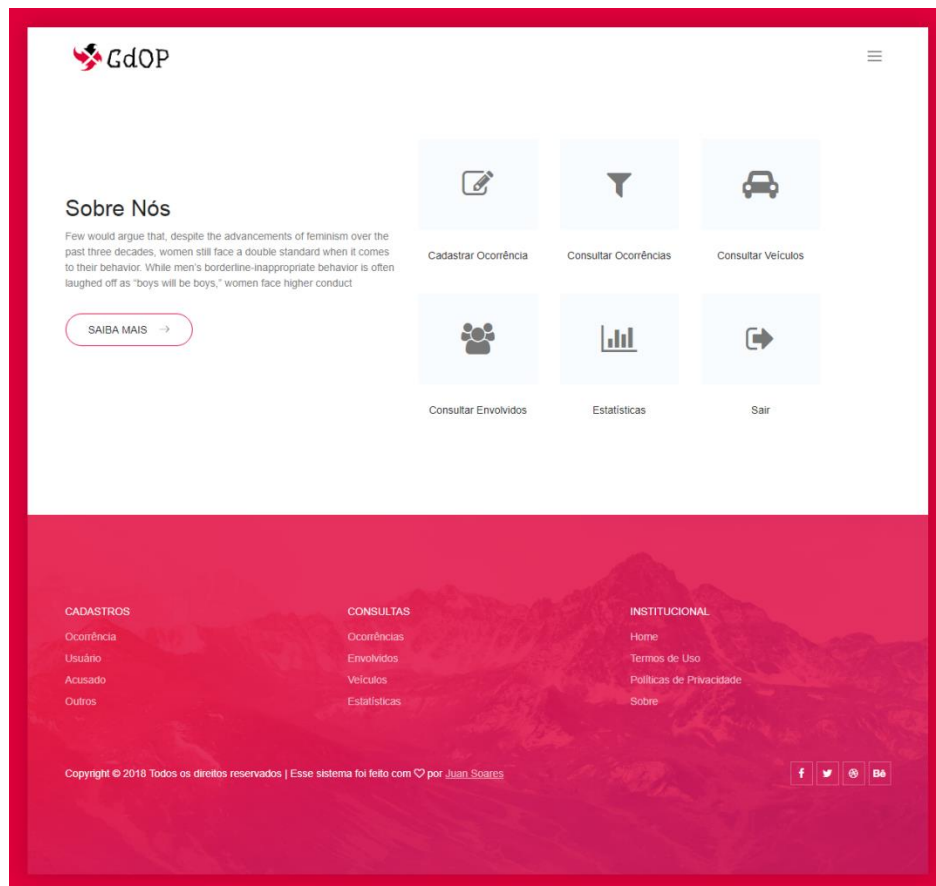 GdOP
Sobre Nós
Few would argue that, despite the advancements of feminism over the
past three decades, women still face a double standard when it comes
to their behavior. While men's borderline-inappropriate behavior is often
laughed off as "boys will be boys," women face higher conduct
SAIBA MAIS
Cadastrar Ocorrência
Consultar Ocorrências
Consultar Veículos
Consultar Envolvidos
Estatísticas
Sair
CADASTROS
Ocorrência
Usuário
Acusado
Outros
CONSULTAS
Ocorrências
Envolvidos
Veículos
Estatísticas
INSTITUCIONAL
Home
Termos de Uso
Políticas de Privacidade
Sobre
Copyright © 2018 Todos os direitos reservados | Esse sistema foi feito com ♡ por Juan Soares
f
Bē